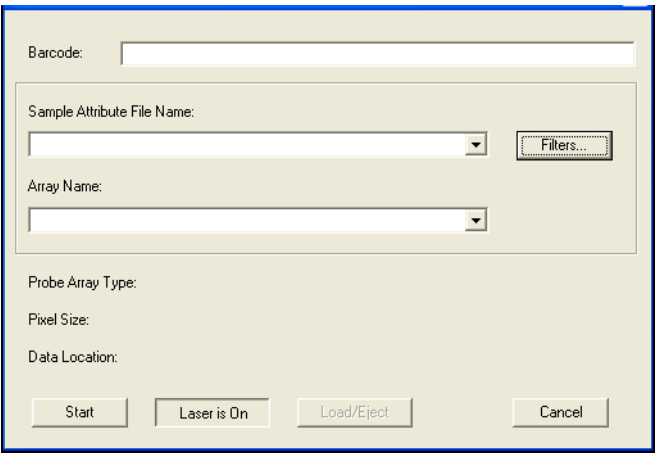 Barcode:
Sample Attribute File Name:
Filters...
Array Name:
Probe Array Type:
Pixel Size:
Data Location:
Start Laser is On Load/Eject Cancel